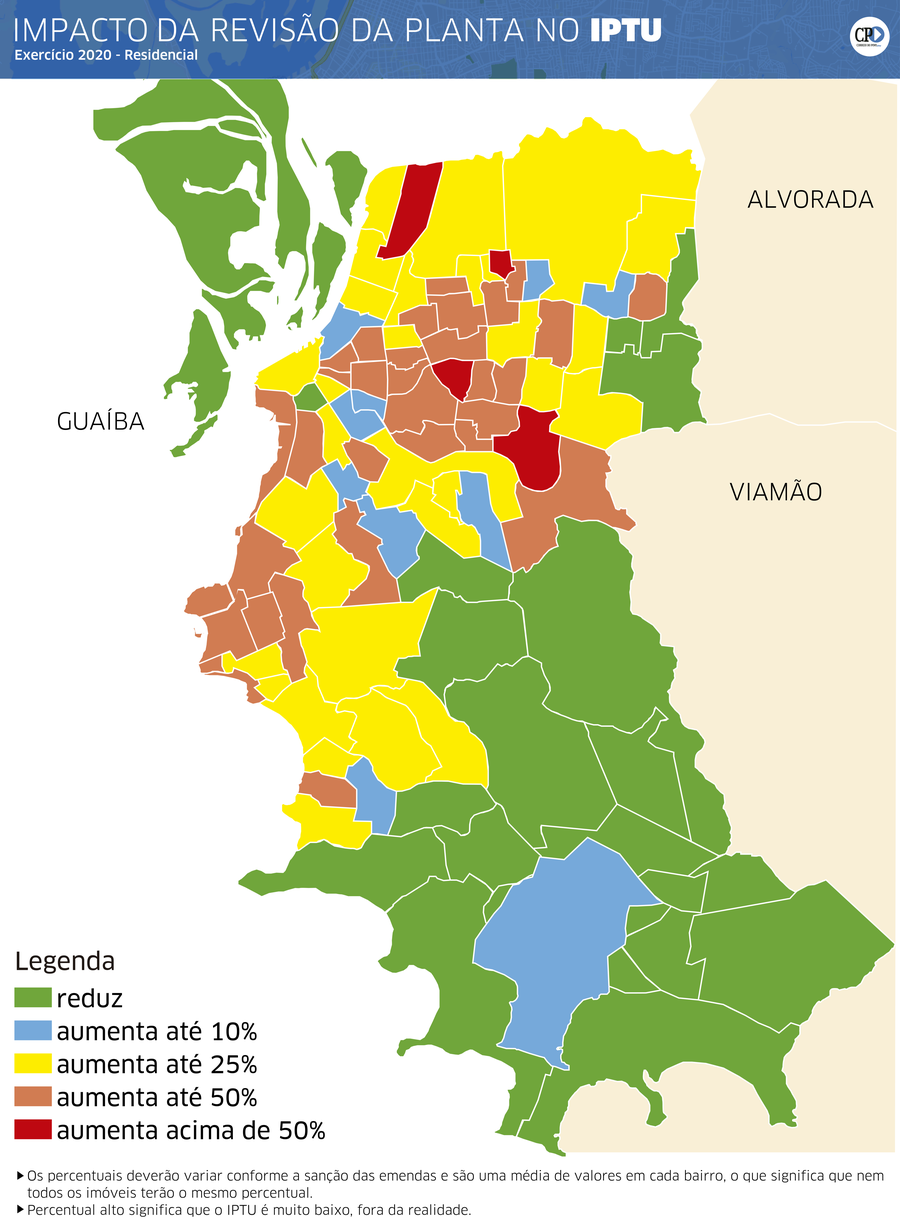 IMPACTO DA REVISÃO DA PLANTA NO IPTU
Exercício 2020 - Residencial
CPD
ALVORADA
GUAÍBA
VIAMÃO
Legenda
reduz
aumenta até 10%
aumenta até 25%
aumenta até 50%
aumenta acima de 50%
Os percentuais deverão variar conforme a sanção das emendas e são uma média de valores em cada bairro, o que significa que nem
todos os imóveis terão o mesmo percentual.
Percentual alto significa que o IPTU é muito baixo, fora da realidade.